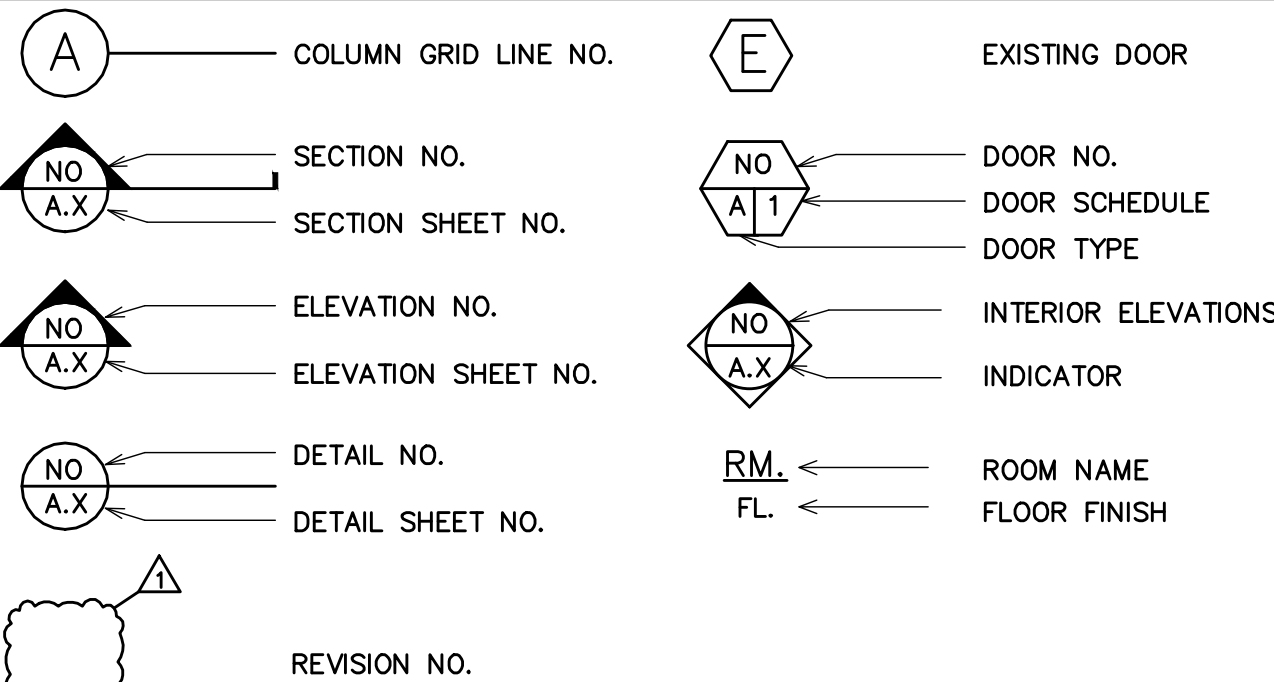 A COLUMN GRID LINE NO.
NO SECTION NO.
A.X SECTION SHEET NO.
NO ELEVATION NO.
A.X ELEVATION SHEET NO.
NO DETAIL NO.
A.X DETAIL SHEET NO.
1
REVISION NO.
E EXISTING DOOR
NO DOOR NO.
A 1 DOOR SCHEDULE
DOOR TYPE
NO INTERIOR ELEVATIONS
A.X INDICATOR
RM. ROOM NAME
FL. FLOOR FINISH